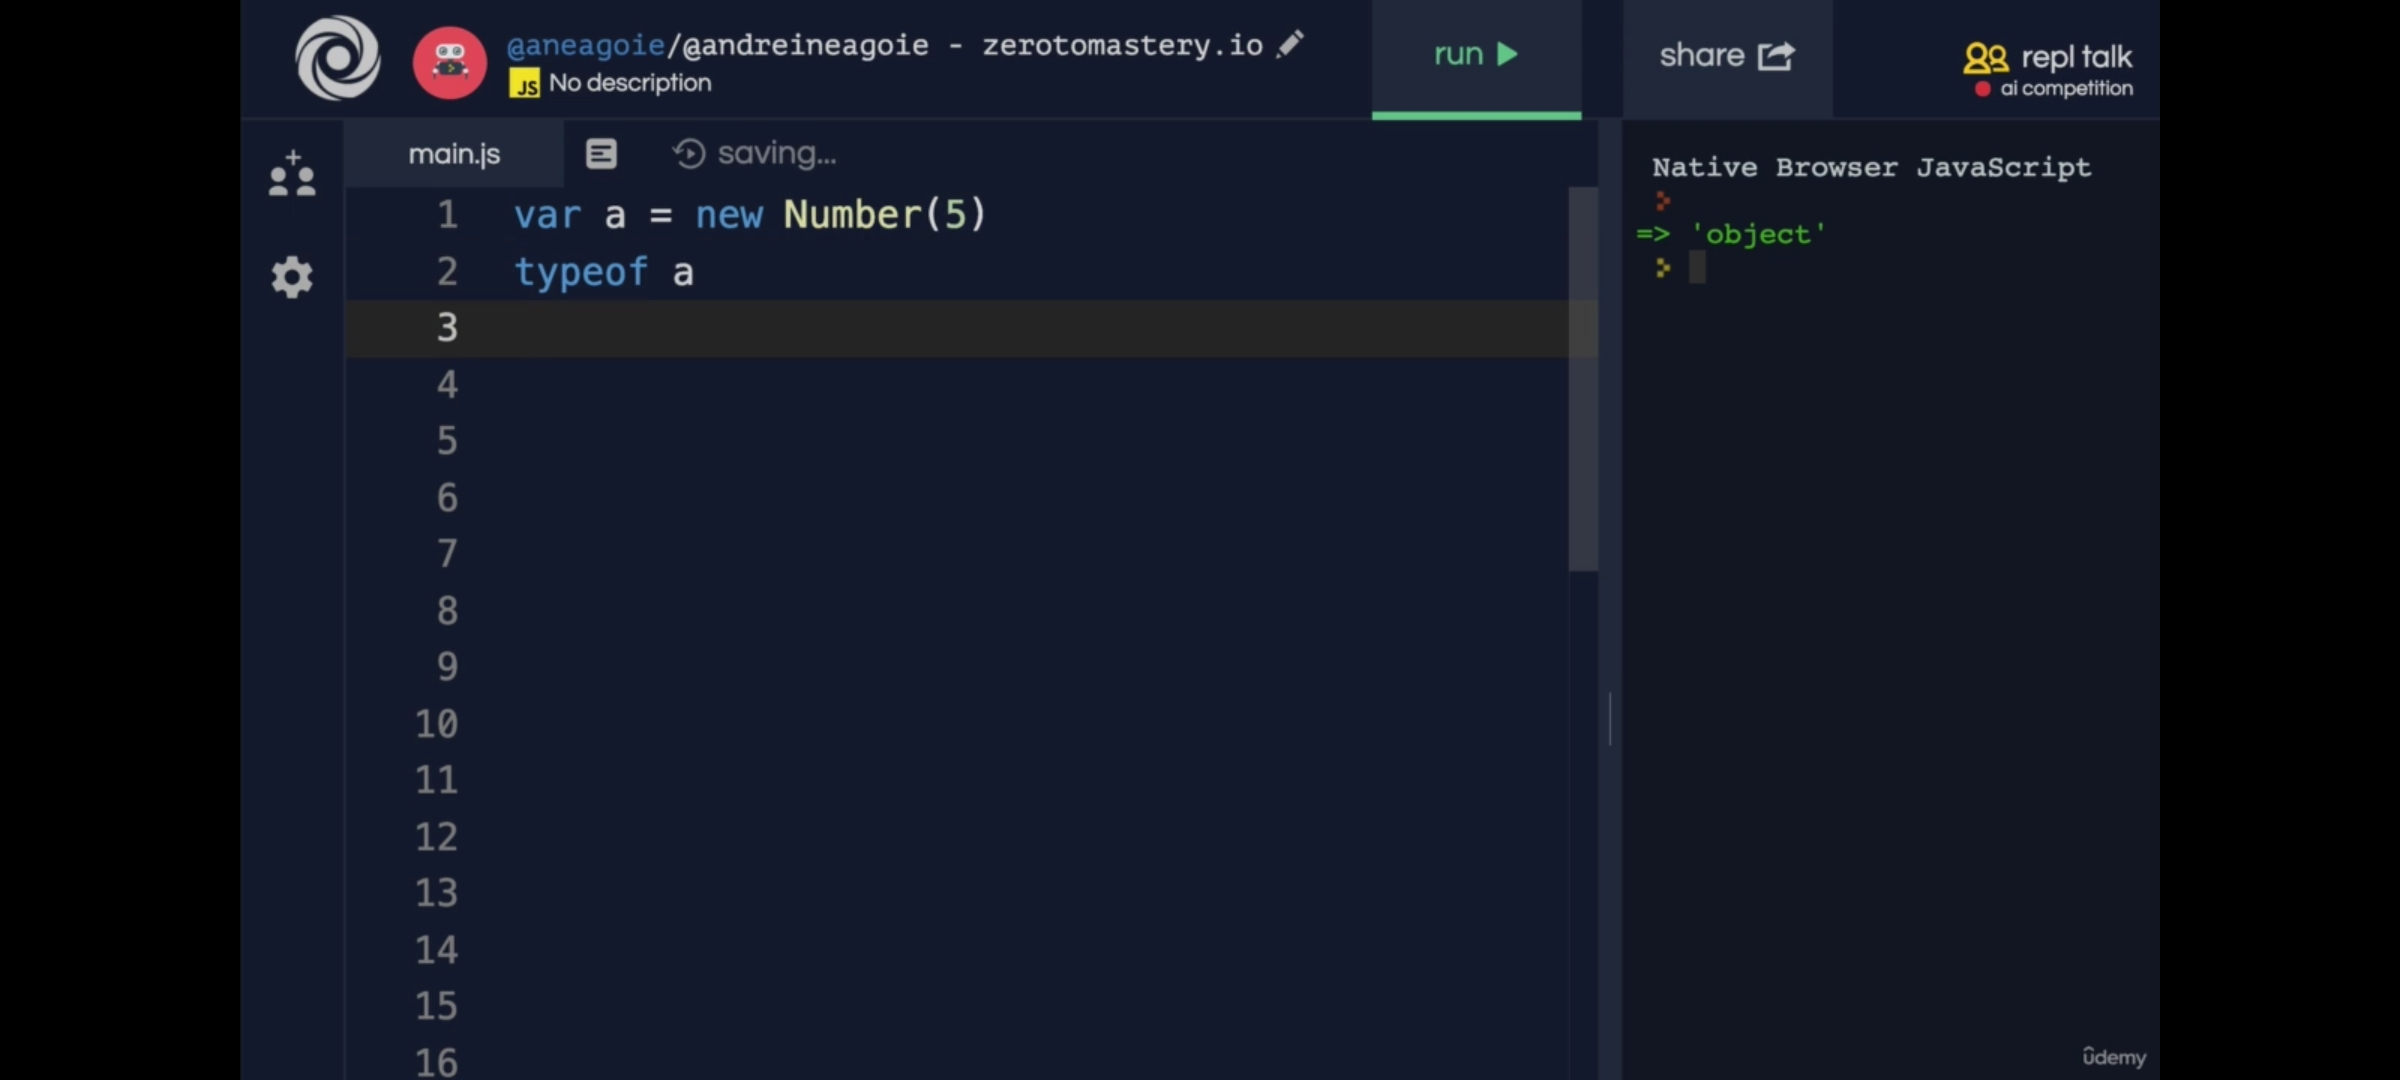 @aneagoie/@andreineagoie - zerotomastery.io
JS No description
run
share
repl talk
ai competition
main.js
saving...
1 var a = new Number(5)
2 typeof a
3
4
5
6
7
8
9
10
11
12
13
14
15
16
Native Browser JavaScript
=> 'object'
ûdemy